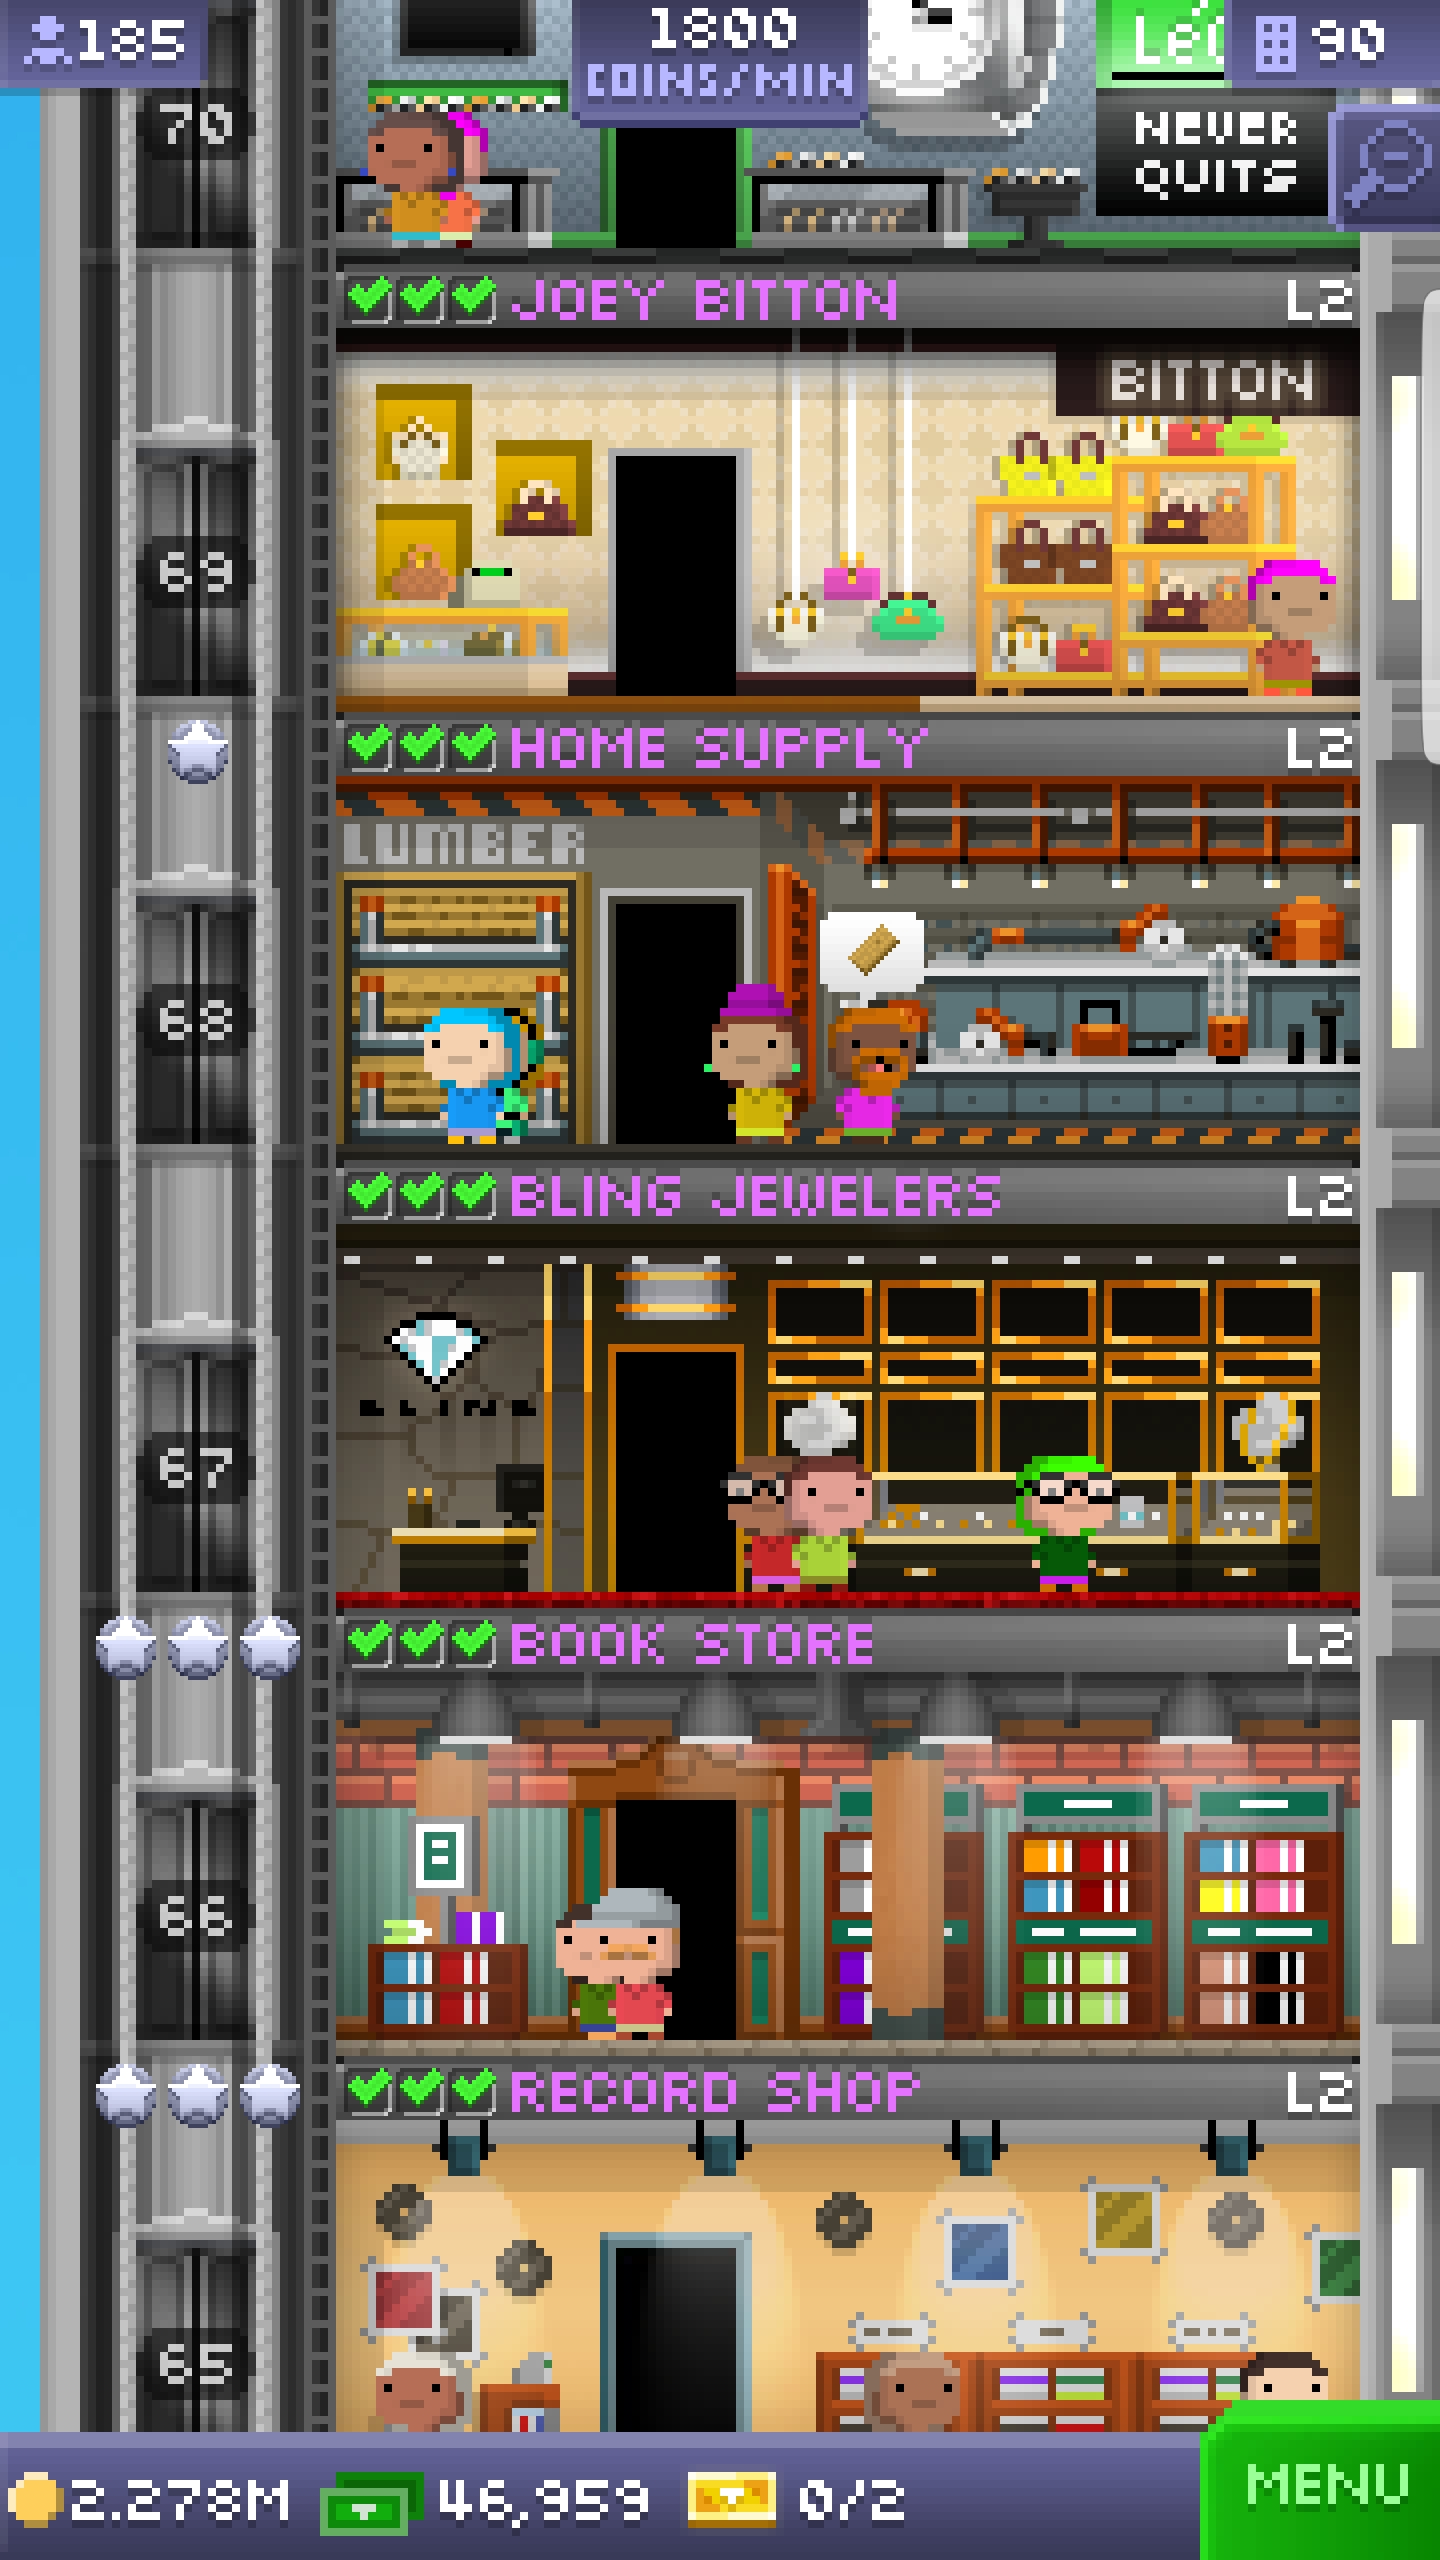 185
1800
COINS/MIN
90
70
NEVER
QUITS
JOEY BITTON L2
BITTON
69
HOME SUPPLY L2
LUMBER
68
BLING JEWELERS L2
BLING
67
BOOK STORE L2
66
RECORD SHOP L2
65
2.278M 46,959 0/2
MENU